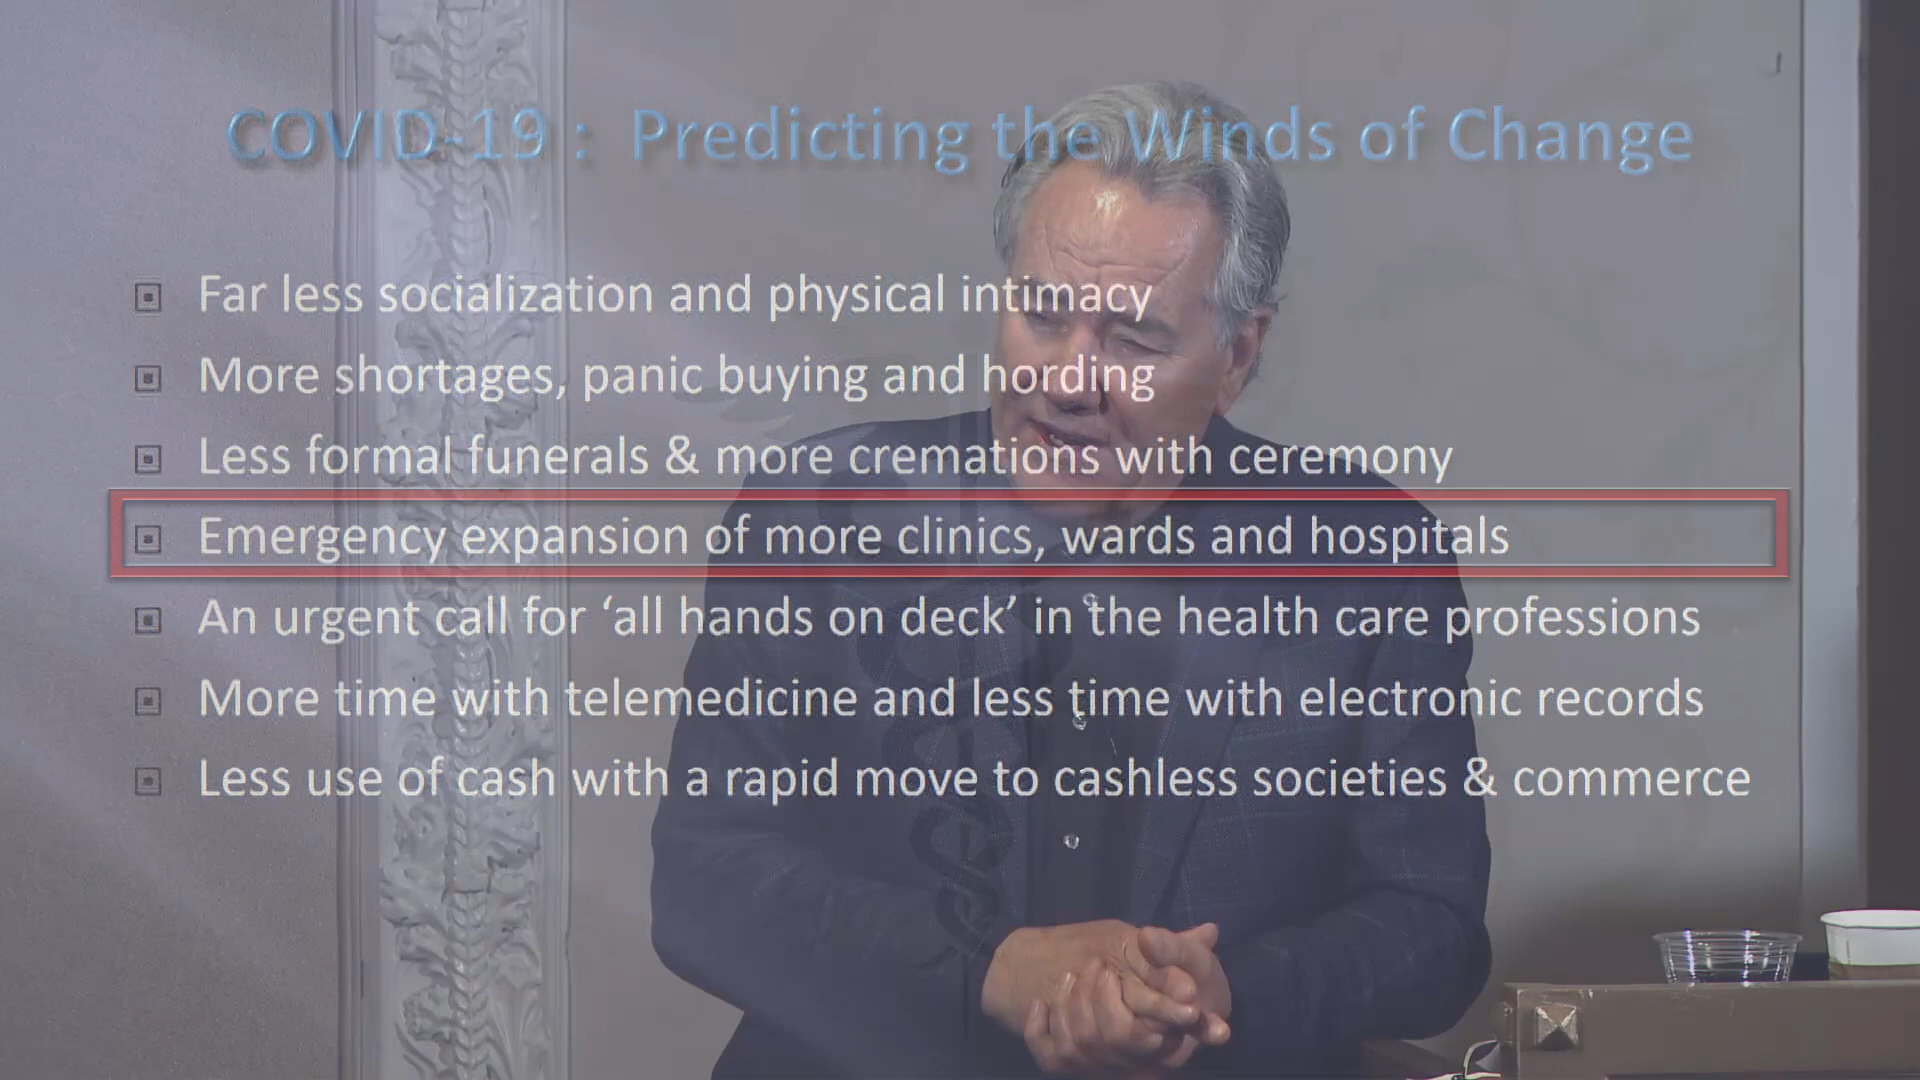 COVID-19 : Predicting the Winds of Change
Far less socialization and physical intimacy
More shortages, panic buying and hording
Less formal funerals & more cremations with ceremony
Emergency expansion of more clinics, wards and hospitals
An urgent call for ‘all hands on deck’ in the health care professions
More time with telemedicine and less time with electronic records
Less use of cash with a rapid move to cashless societies & commerce